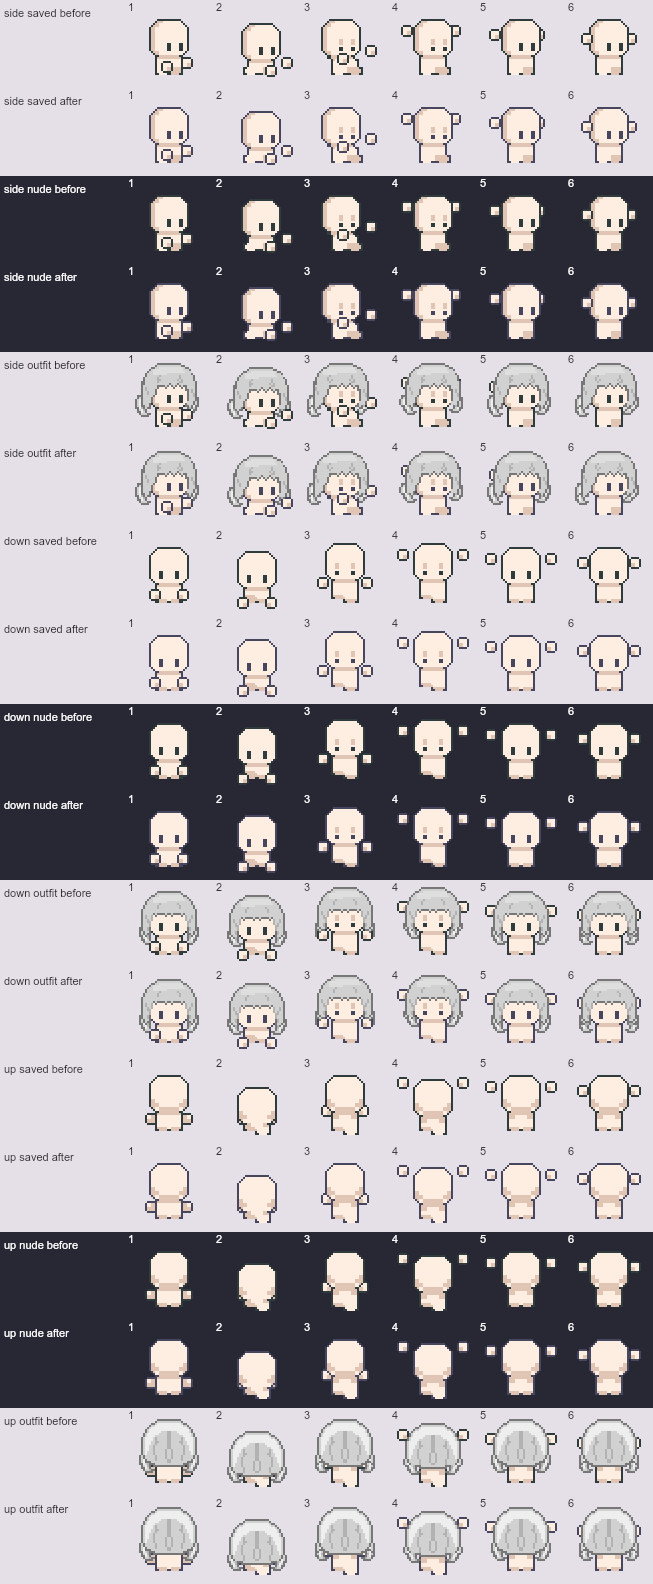 side saved before 1 2 3 4 5 6
side saved after 1 2 3 4 5 6
side nude before 1 2 3 4 5 6
side nude after 1 2 3 4 5 6
side outfit before 1 2 3 4 5 6
side outfit after 1 2 3 4 5 6
down saved before 1 2 3 4 5 6
down saved after 1 2 3 4 5 6
down nude before 1 2 3 4 5 6
down nude after 1 2 3 4 5 6
down outfit before 1 2 3 4 5 6
down outfit after 1 2 3 4 5 6
up saved before 1 2 3 4 5 6
up saved after 1 2 3 4 5 6
up nude before 1 2 3 4 5 6
up nude after 1 2 3 4 5 6
up outfit before 1 2 3 4 5 6
up outfit after 1 2 3 4 5 6